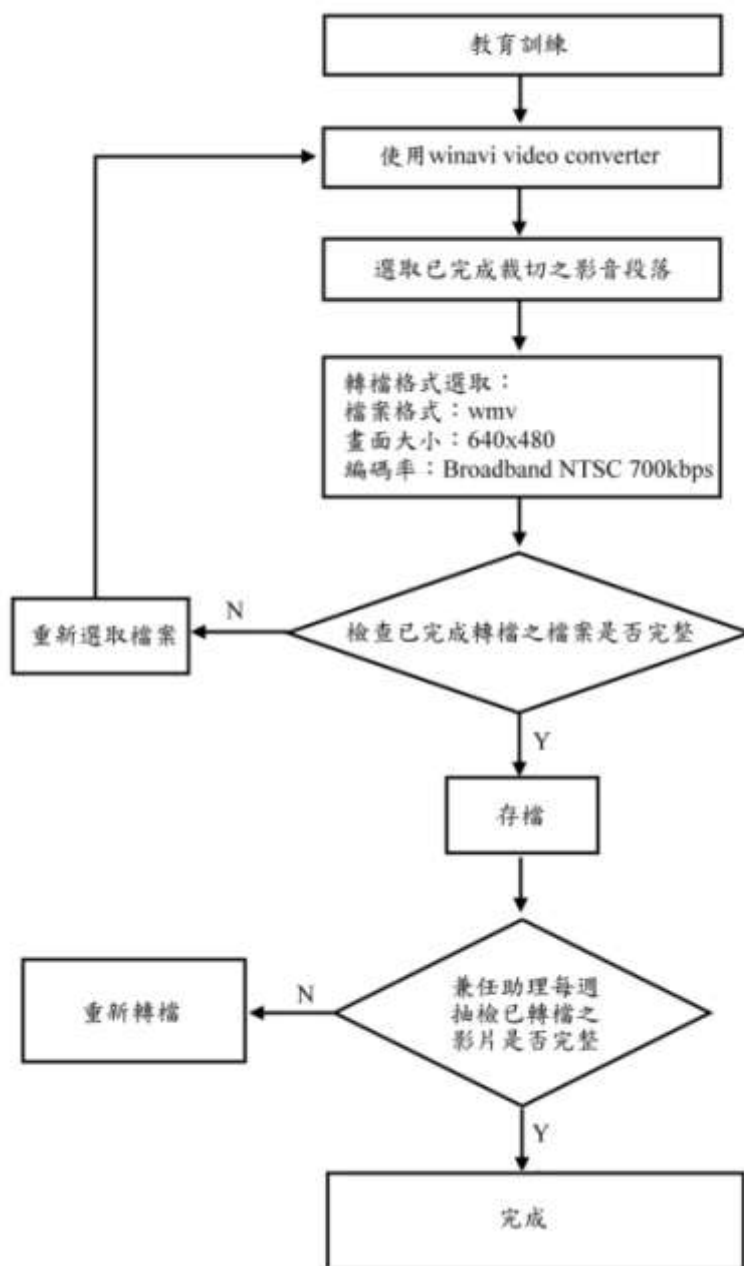 教育訓練
使用winavi video converter
選取已完成裁切之影音段落
轉檔格式選取：
檔案格式：wmv
畫面大小：640x480
編碼率：Broadband NTSC 700kbps
N
重新選取檔案
檢查已完成轉檔之檔案是否完整
Y
存檔
N
重新轉檔
兼任助理每週
抽檢已轉檔之
影片是否完整
Y
完成